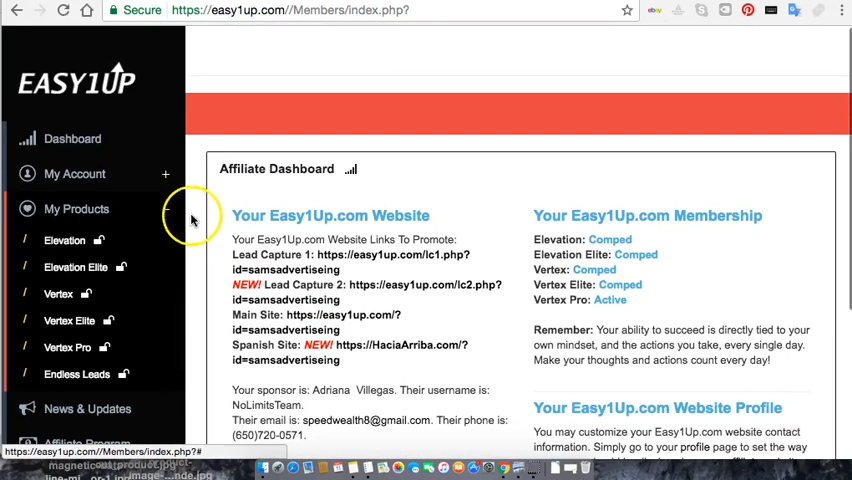 Secure https://easy1up.com//Members/index.php?
ebay
EASY1UP
Dashboard
My Account +
My Products
Elevation
Elevation Elite
Vertex
Vertex Elite
Vertex Pro
Endless Leads
News & Updates
Affiliate Program
https://easy1up.com//Members/index.php?#
Affiliate Dashboard
Your Easy1Up.com Website
Your Easy1Up.com Website Links To Promote:
Lead Capture 1: https://easy1up.com/lc1.php?
id=samsadvertiseing
NEW! Lead Capture 2: https://easy1up.com/lc2.php?
id=samsadvertiseing
Main Site: https://easy1up.com/?
id=samsadvertiseing
Spanish Site: NEW! https://HaciaArriba.com/?
id=samsadvertiseing
Your sponsor is: Adriana Villegas. Their username is:
NoLimitsTeam.
Their email is: speedwealth8@gmail.com. Their phone is:
(650)720-0571.
Your Easy1Up.com Membership
Elevation: Comped
Elevation Elite: Comped
Vertex: Comped
Vertex Elite: Comped
Vertex Pro: Active
Remember: Your ability to succeed is directly tied to your
own mindset, and the actions you take, every single day.
Make your thoughts and actions count every day!
Your Easy1Up.com Website Profile
You may customize your Easy1Up.com website contact
information. Simply go to your profile page to set the way